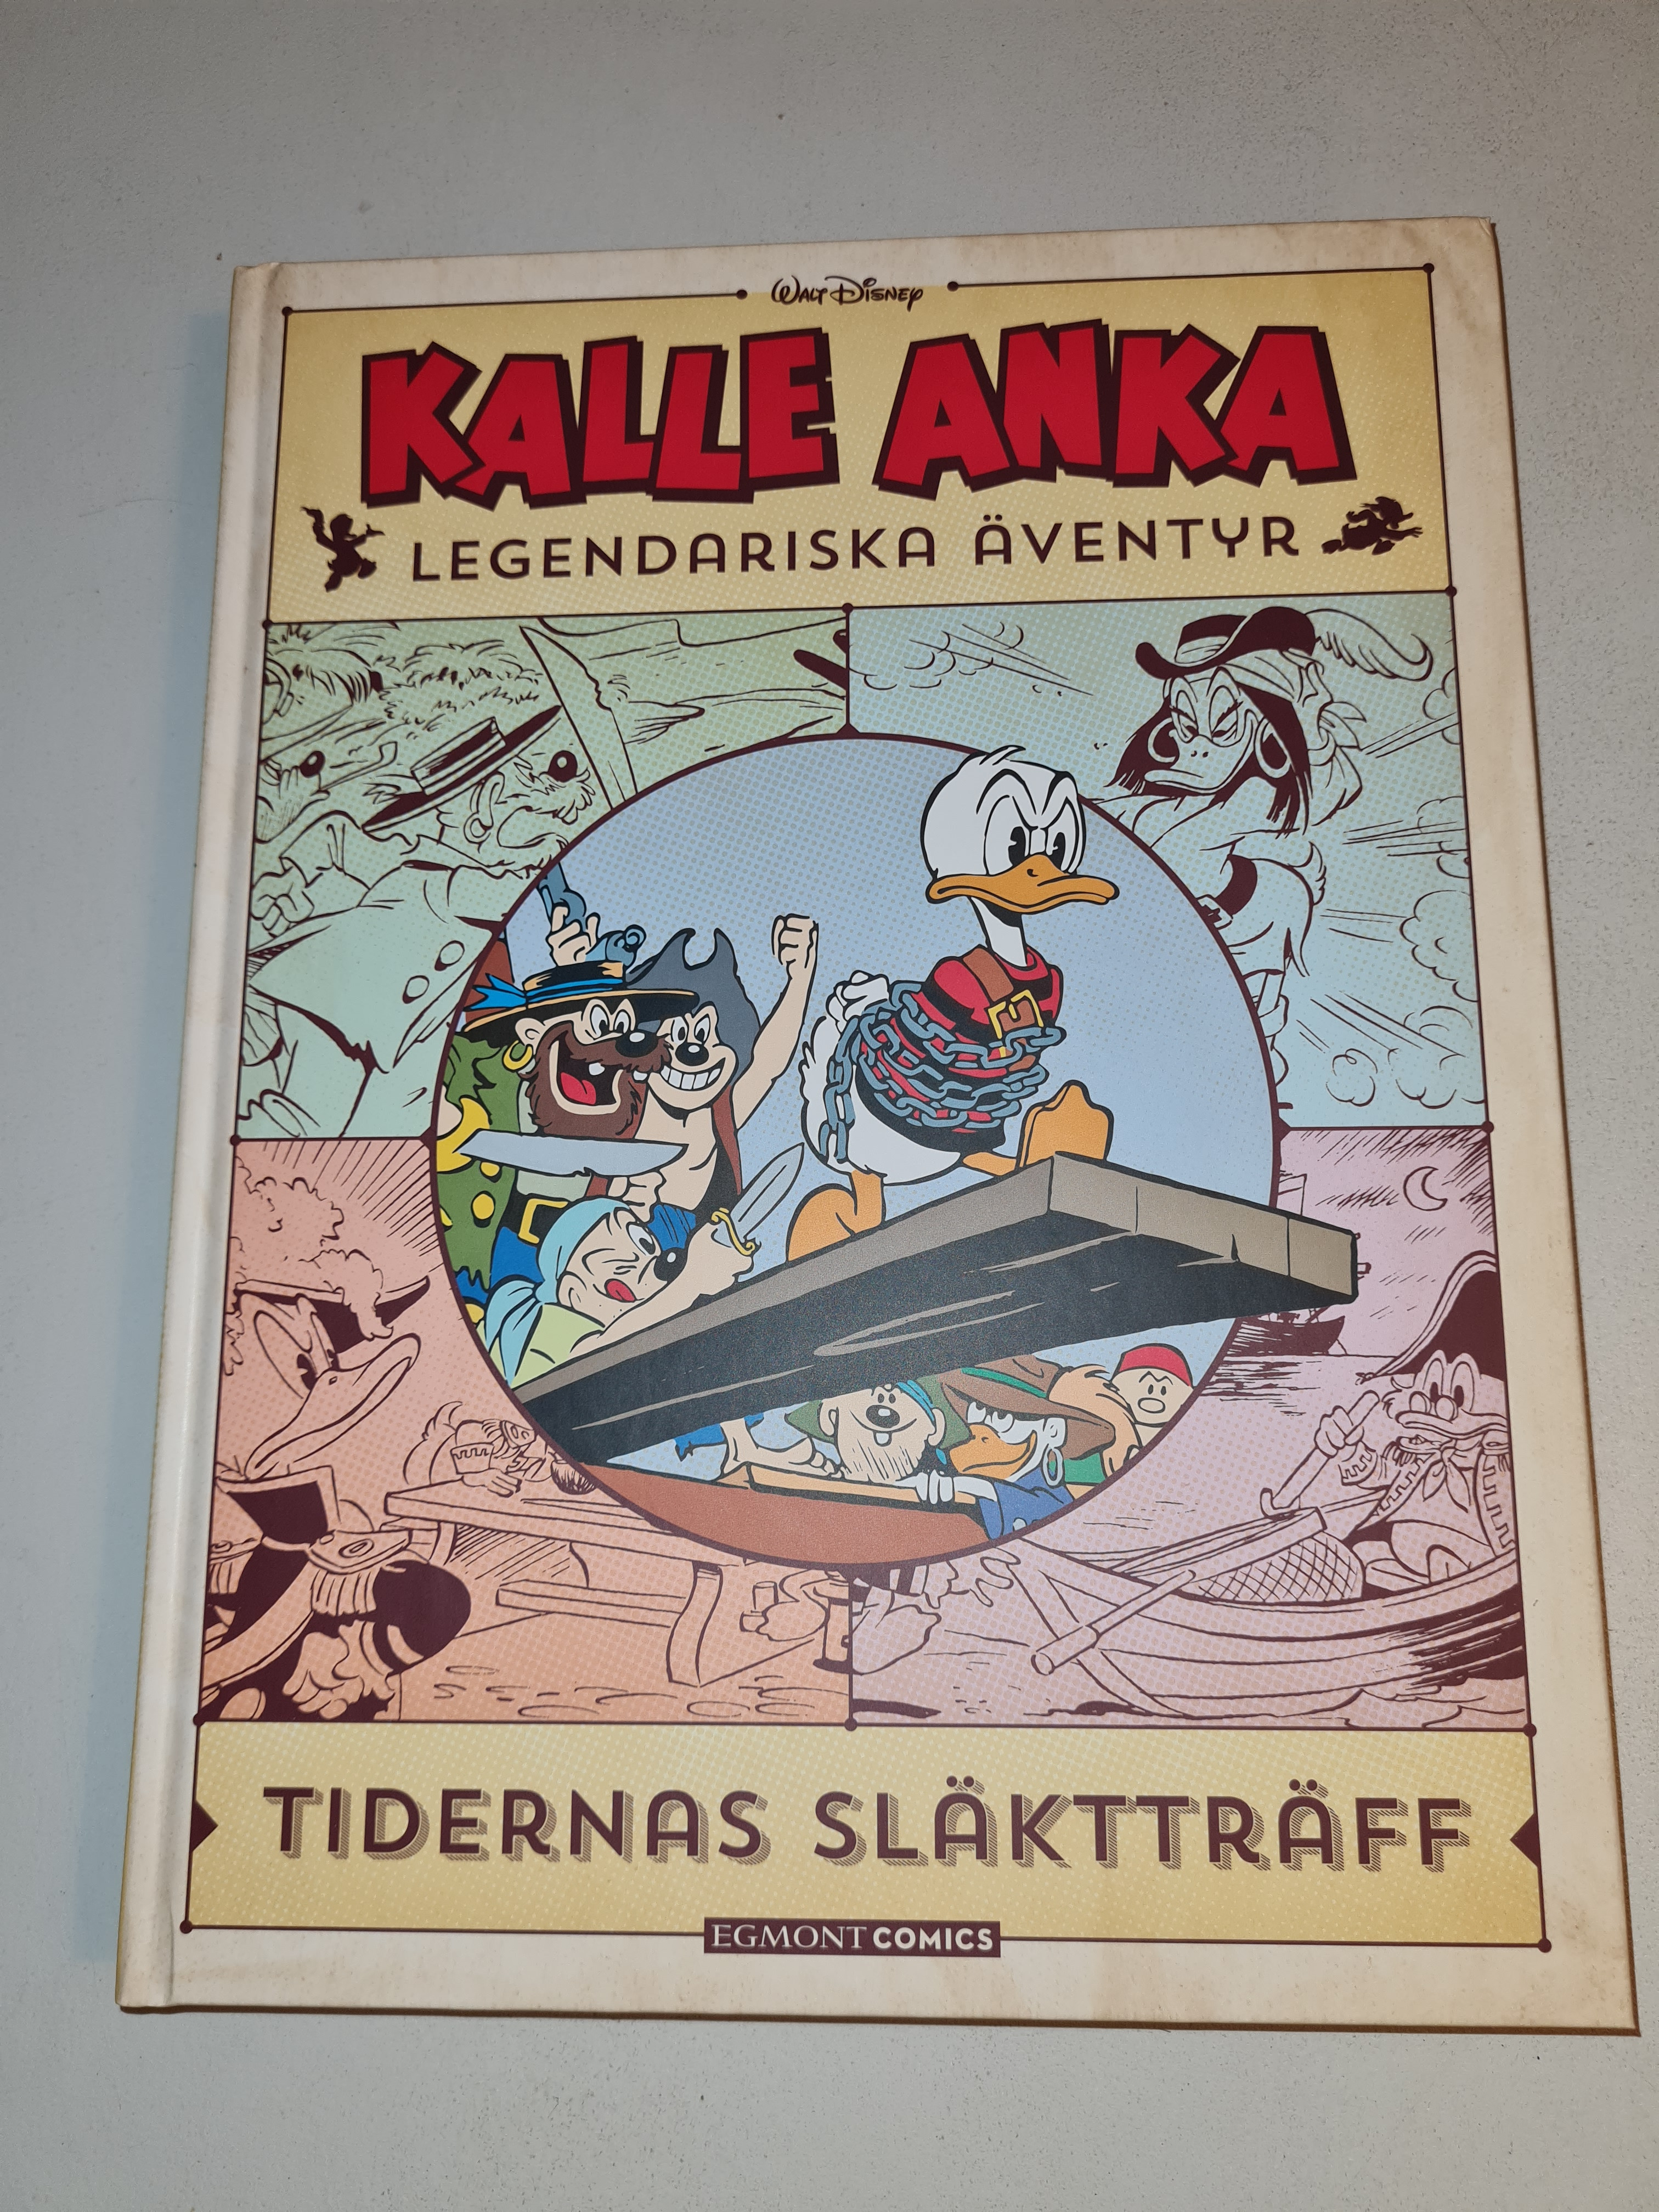 WALT DISNEY
KALLE ANKA
LEGENDARISKA ÄVENTYR
TIDERNAS SLÄKTTRÄFF
EGMONT COMICS